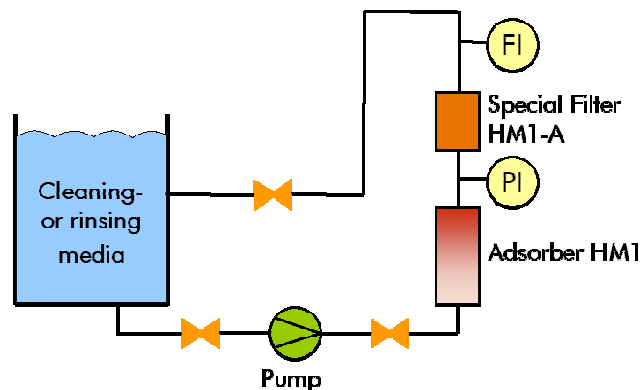 FI
Special Filter
HM1-A
PI
Cleaning-
or rinsing
media
Adsorber HM1
Pump